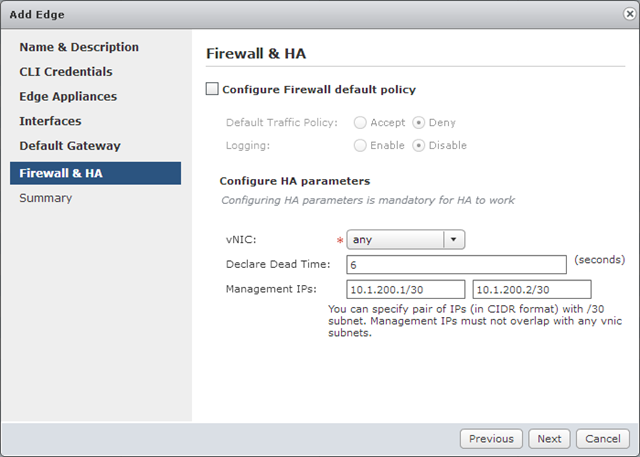 Add Edge
Name & Description
CLI Credentials
Edge Appliances
Interfaces
Default Gateway
Firewall & HA
Summary
Firewall & HA
Configure Firewall default policy
Default Traffic Policy: Accept Deny
Logging: Enable Disable
Configure HA parameters
Configuring HA parameters is mandatory for HA to work
vNIC: * any
Declare Dead Time: 6 (seconds)
Management IPs: 10.1.200.1/30 10.1.200.2/30
You can specify pair of IPs (in CIDR format) with /30
subnet. Management IPs must not overlap with any vnic
subnets.
Previous Next Cancel